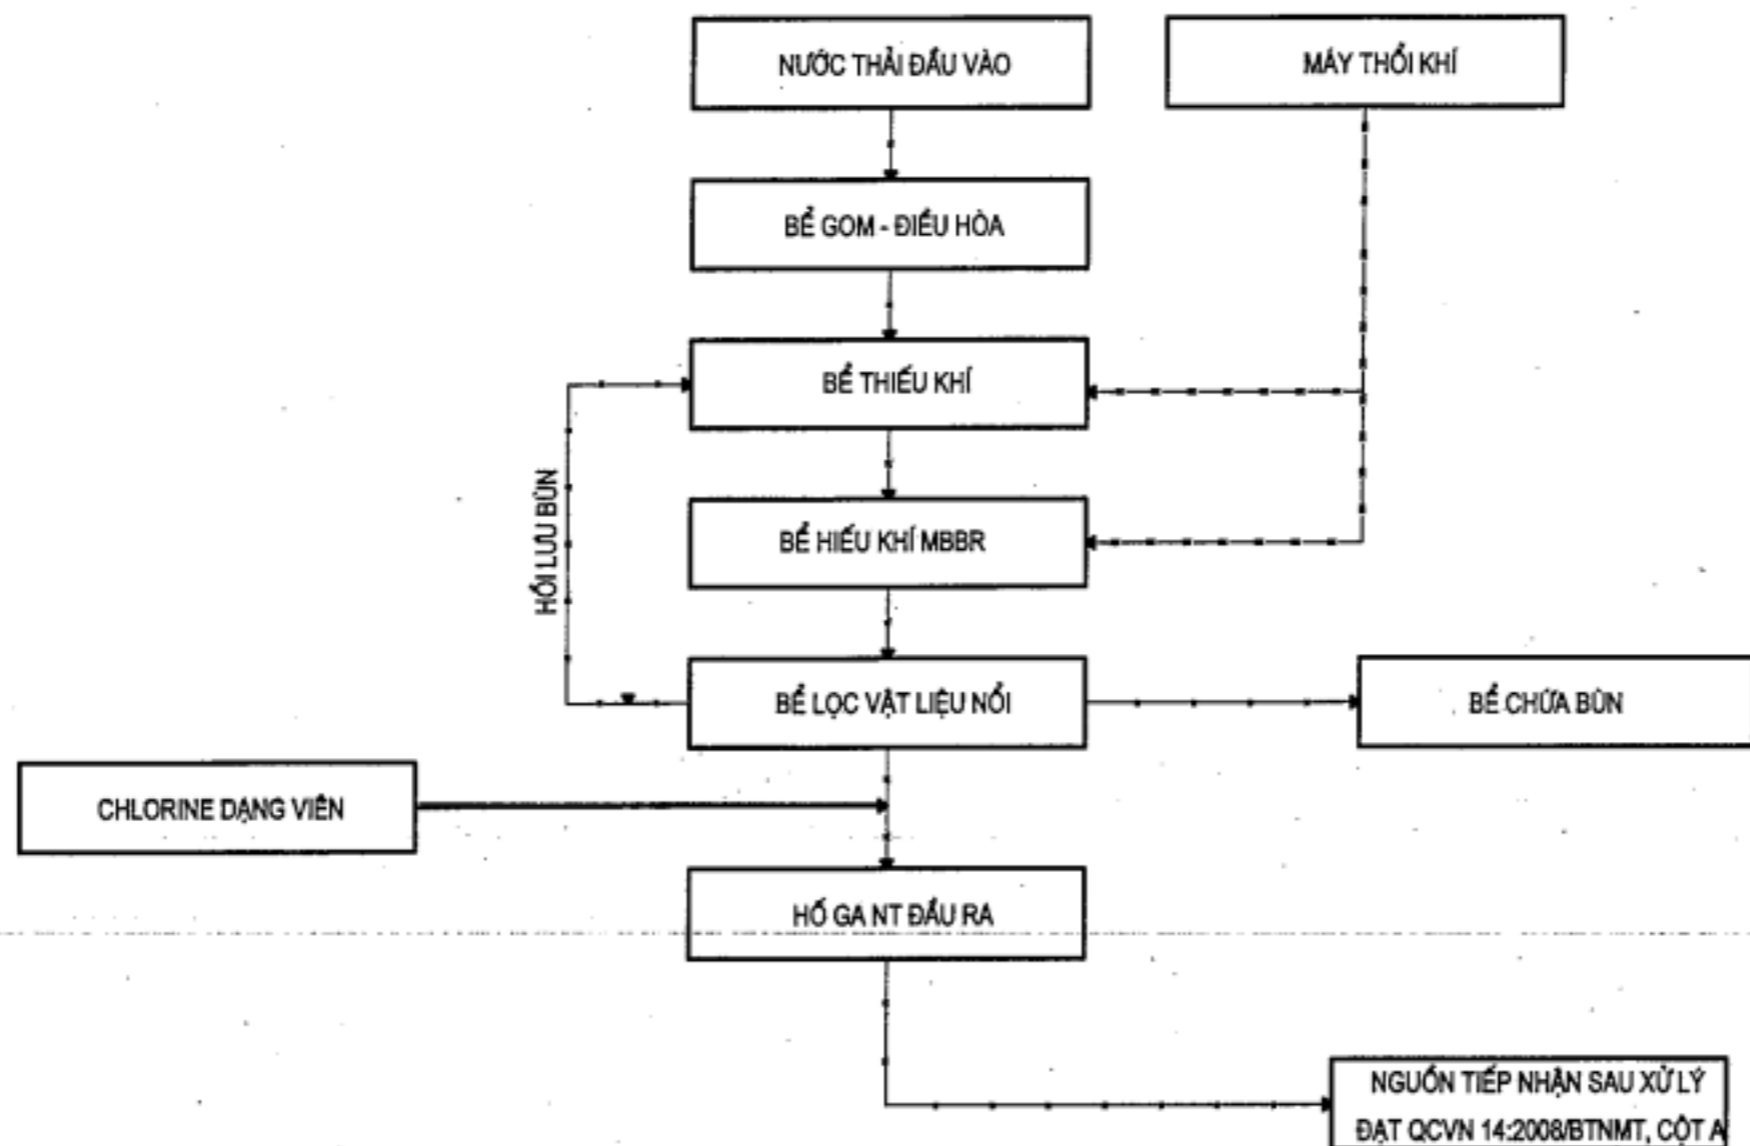 NƯỚC THẢI ĐẦU VÀO
MÁY THỔI KHÍ
BỂ GOM - ĐIỀU HÒA
BỂ THIẾU KHÍ
HỒI LƯU BÙN
BỂ HIẾU KHÍ MBBR
BỂ LỌC VẬT LIỆU NỔI
BỂ CHỨA BÙN
CHLORINE DẠNG VIÊN
HỐ GA NT ĐẦU RA
NGUỒN TIẾP NHẬN SAU XỬ LÝ
ĐẠT QCVN 14:2008/BTNMT, CỘT A